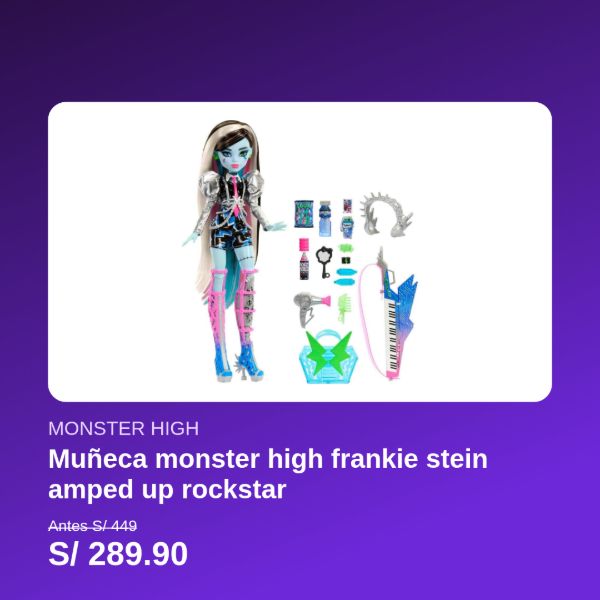 MONSTER HIGH
Muñeca monster high frankie stein
amped up rockstar
Antes S/ 449
S/ 289.90